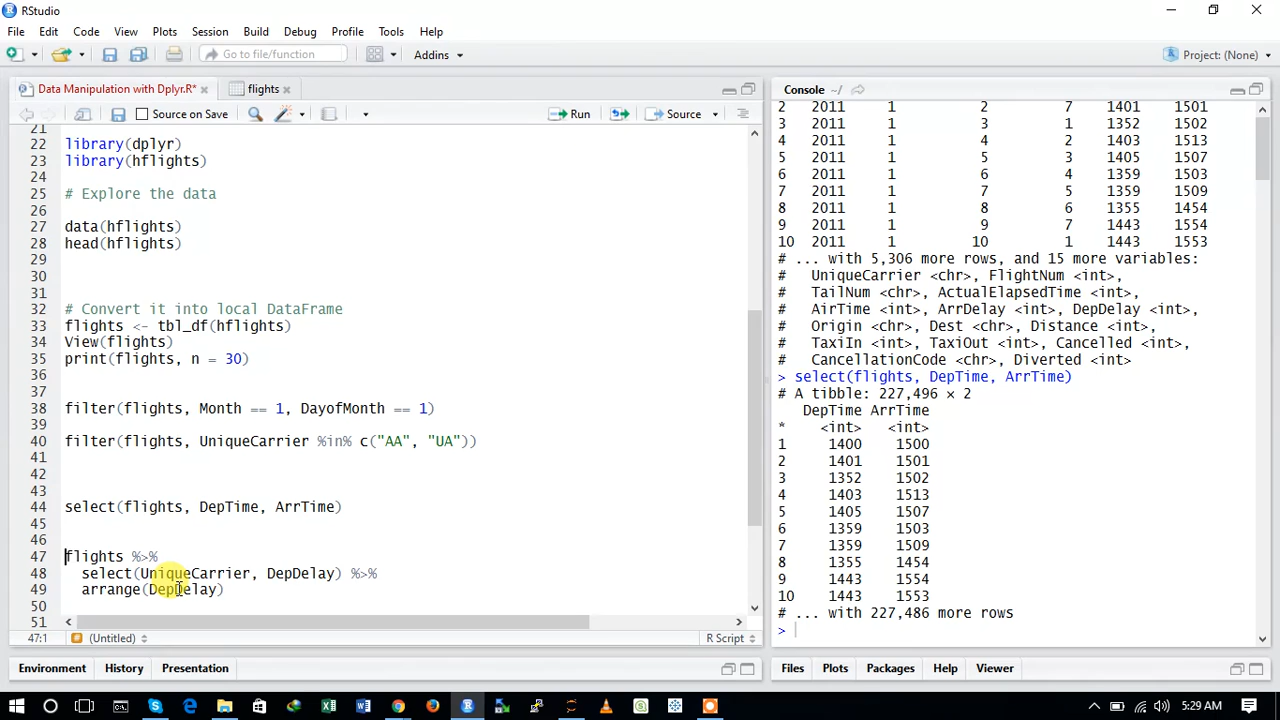 RStudio
File Edit Code View Plots Session Build Debug Profile Tools Help
Go to file/function Addins Project: (None)
Data Manipulation with Dplyr.R* flights
Source on Save Run Source
21
22 library(dplyr)
23 library(hflights)
24
25 # Explore the data
26
27 data(hflights)
28 head(hflights)
29
30
31
32 # Convert it into local DataFrame
33 flights <- tbl_df(hflights)
34 View(flights)
35 print(flights, n = 30)
36
37
38 filter(flights, Month == 1, DayofMonth == 1)
39
40 filter(flights, UniqueCarrier %in% c("AA", "UA"))
41
42
43
44 select(flights, DepTime, ArrTime)
45
46
47 flights %>%
48 select(UniqueCarrier, DepDelay) %>%
49 arrange(DepDelay)
50
51
47:1 (Untitled) R Script
Environment History Presentation
Console ~/
2 2011 1 2 7 1401 1501
3 2011 1 3 1 1352 1502
4 2011 1 4 2 1403 1513
5 2011 1 5 3 1405 1507
6 2011 1 6 4 1359 1503
7 2011 1 7 5 1359 1509
8 2011 1 8 6 1355 1454
9 2011 1 9 7 1443 1554
10 2011 1 10 1 1443 1553
# ... with 5,306 more rows, and 15 more variables:
# UniqueCarrier <chr>, FlightNum <int>,
# TailNum <chr>, ActualElapsedTime <int>,
# AirTime <int>, ArrDelay <int>, DepDelay <int>,
# Origin <chr>, Dest <chr>, Distance <int>,
# TaxiIn <int>, TaxiOut <int>, Cancelled <int>,
# CancellationCode <chr>, Diverted <int>
> select(flights, DepTime, ArrTime)
# A tibble: 227,496 × 2
DepTime ArrTime
* <int> <int>
1 1400 1500
2 1401 1501
3 1352 1502
4 1403 1513
5 1405 1507
6 1359 1503
7 1359 1509
8 1355 1454
9 1443 1554
10 1443 1553
# ... with 227,486 more rows
>
Files Plots Packages Help Viewer
5:29 AM